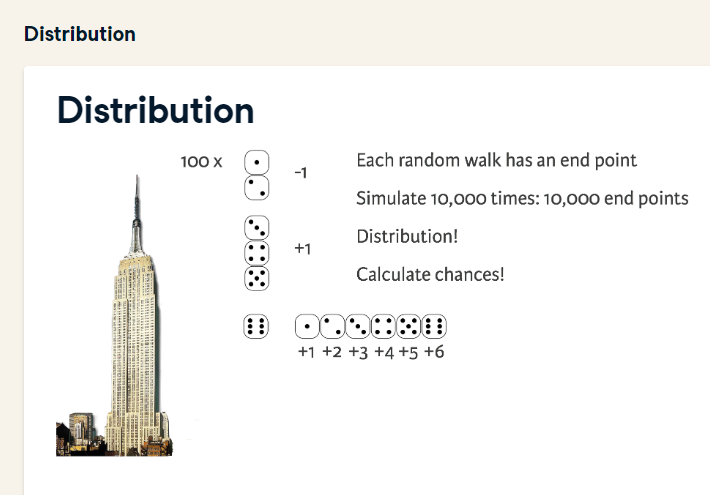 Distribution
Distribution
100 x
-1
Each random walk has an end point
Simulate 10,000 times: 10,000 end points
+1
Distribution!
Calculate chances!
+1 +2 +3 +4 +5 +6